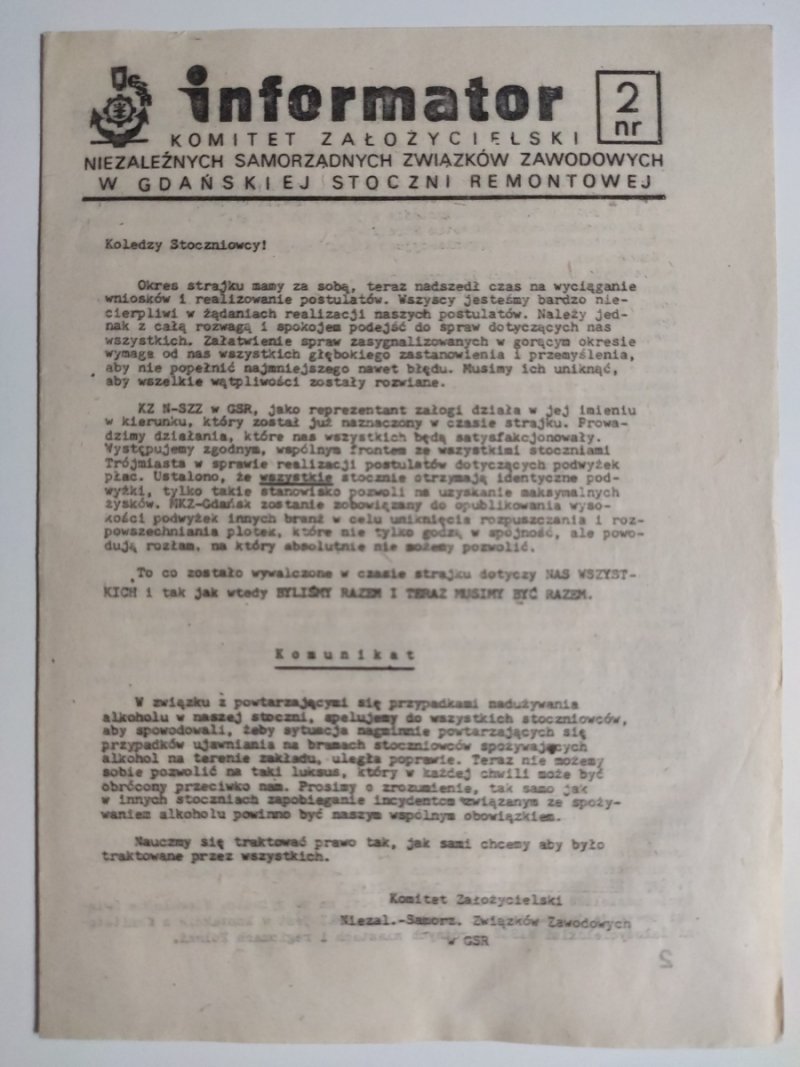 informator
2
nr
KOMITET ZAŁOŻYCIELSKI
NIEZALEŻNYCH SAMORZĄDNYCH ZWIĄZKÓW ZAWODOWYCH
W GDAŃSKIEJ STOCZNI REMONTOWEJ
Koledzy Stoczniowcy!
Okres strajku mamy za sobą, teraz nadszedł czas na wyciąganie
wniosków i realizowanie postulatów. Wszyscy jesteśmy bardzo nie-
cierpliwi w żądaniach realizacji naszych postulatów. Należy jed-
nak z całą rozwagą i spokojem podejść do spraw dotyczących nas
wszystkich. Załatwienie spraw zasygnalizowanych w gorącym okresie
wymaga od nas wszystkich głębokiego zastanowienia i przemyślenia,
aby nie popełnić najmniejszego nawet błędu. Musimy ich uniknąć,
aby wszelkie wątpliwości zostały rozwiane.
KZ N-SZZ w GSR, jako reprezentant załogi działa w jej imieniu
w kierunku, który został już naznaczony w czasie strajku. Prowa-
dzimy działania, które nas wszystkich będą satysfakcjonowały.
Występujemy zgodnym, wspólnym frontem ze wszystkimi stoczniami
Trójmiasta w sprawie realizacji postulatów dotyczących podwyżek
płac. Ustalono, że wszystkie stocznie otrzymają identyczne pod-
wyżki, tylko takie stanowisko pozwoli na uzyskanie maksymalnych
zysków. MKZ-Gdańsk zostanie zobowiązany do opublikowania wyso-
kości podwyżek innych branż w celu uniknięcia rozpuszczania i roz-
powszechniania plotek, które nie tylko godzą w spójność, ale powo-
dują rozłam, na który absolutnie nie możemy pozwolić.
To co zostało wywalczone w czasie strajku dotyczy NAS WSZYST-
KICH i tak jak wtedy BYLIŚMY RAZEM I TERAZ MUSIMY BYĆ RAZEM.
Komunikat
W związku z powtarzającymi się przypadkami nadużywania
alkoholu w naszej stoczni, apelujemy do wszystkich stoczniowców,
aby spowodowali, żeby sytuacja nagminnie powtarzających się
przypadków ujawniania na bramach stoczniowców spożywających
alkohol na terenie zakładu, uległa poprawie. Teraz nie możemy
sobie pozwolić na taki luksus, który w każdej chwili może być
obrócony przeciwko nam. Prosimy o zrozumienie, tak samo jak
w innych stoczniach zapobieganie incydentom związanym ze spoży-
waniem alkoholu powinno być naszym wspólnym obowiązkiem.
Nauczmy się traktować prawo tak, jak sami chcemy aby było
traktowane przez wszystkich.
Komitet Założycielski
Niezal.-Samorz. Związków Zawodowych
w GSR
2